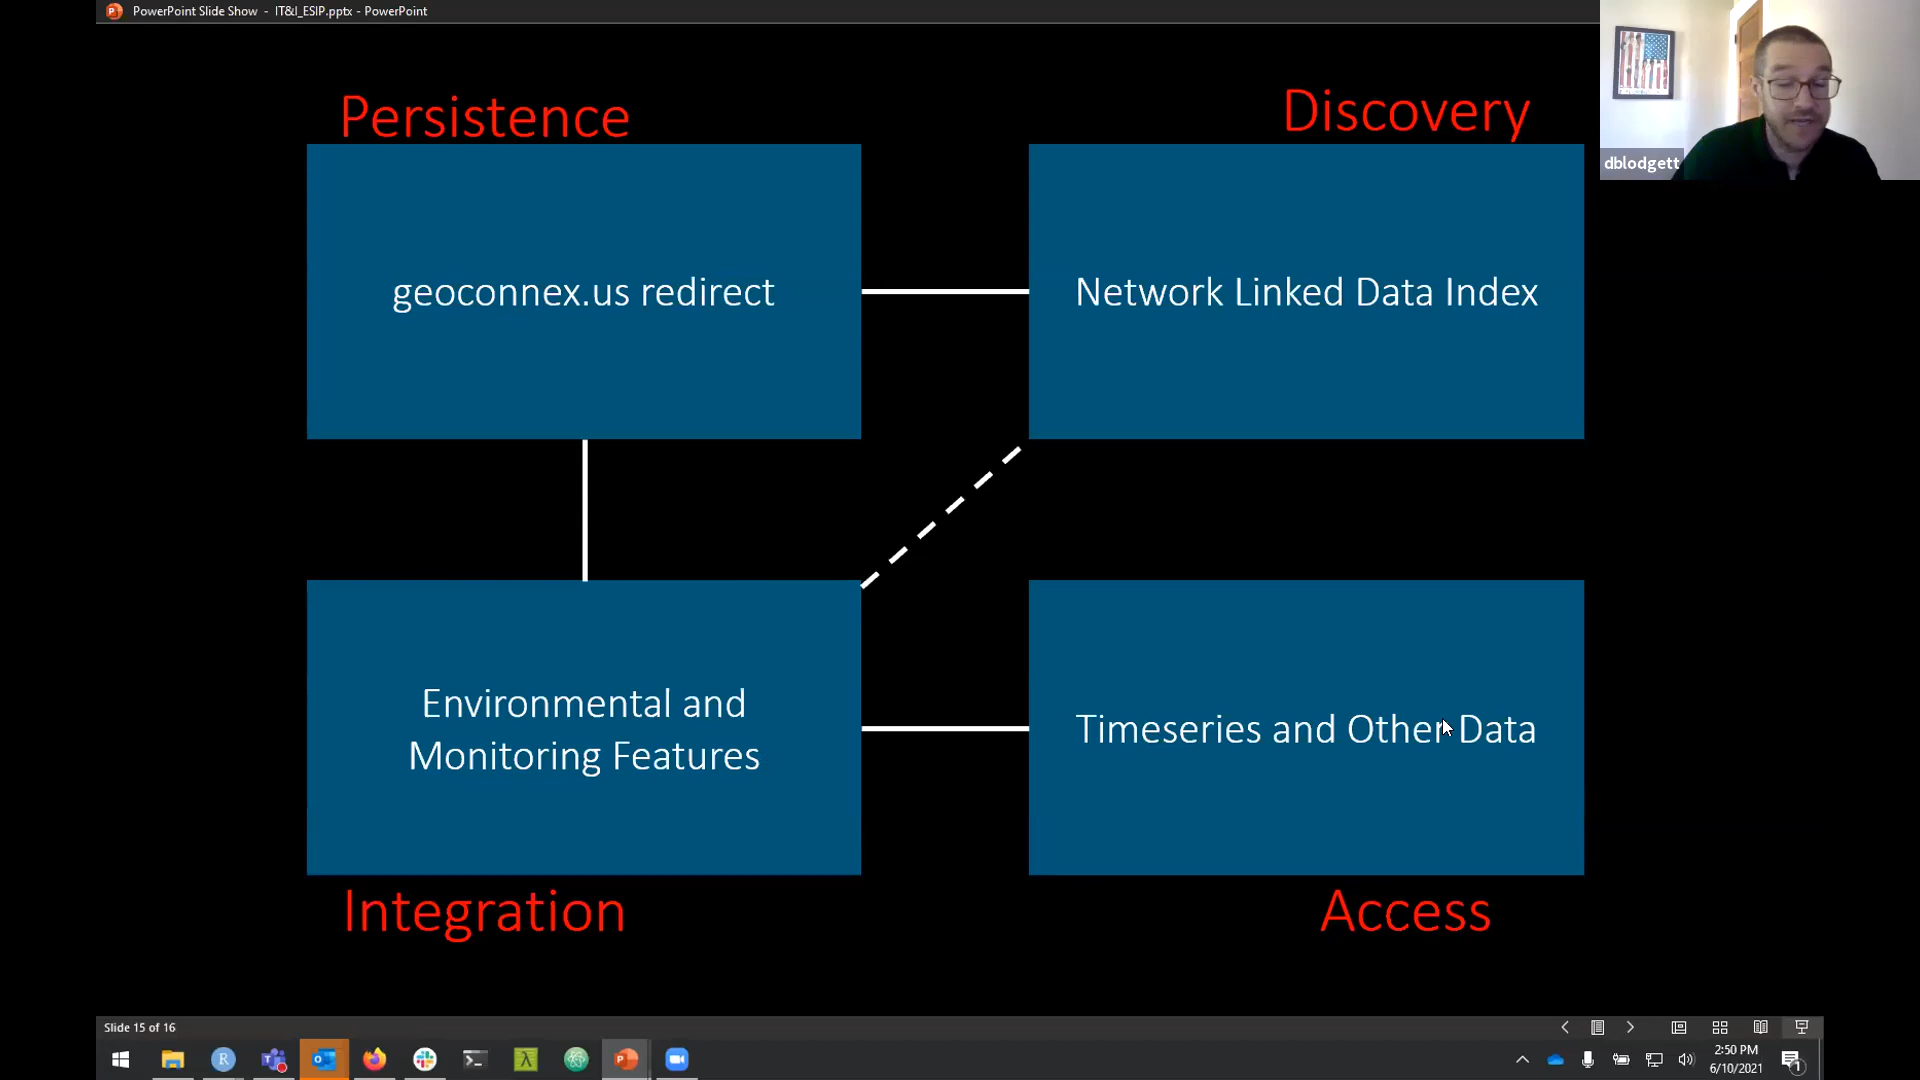 PowerPoint Slide Show - IT&I_ESIP.pptx - PowerPoint
Persistence
Discovery
dblodgett
geoconnex.us redirect
Network Linked Data Index
Environmental and
Monitoring Features
Timeseries and Other Data
Integration
Access
Slide 15 of 16
2:50 PM
6/10/2021
1